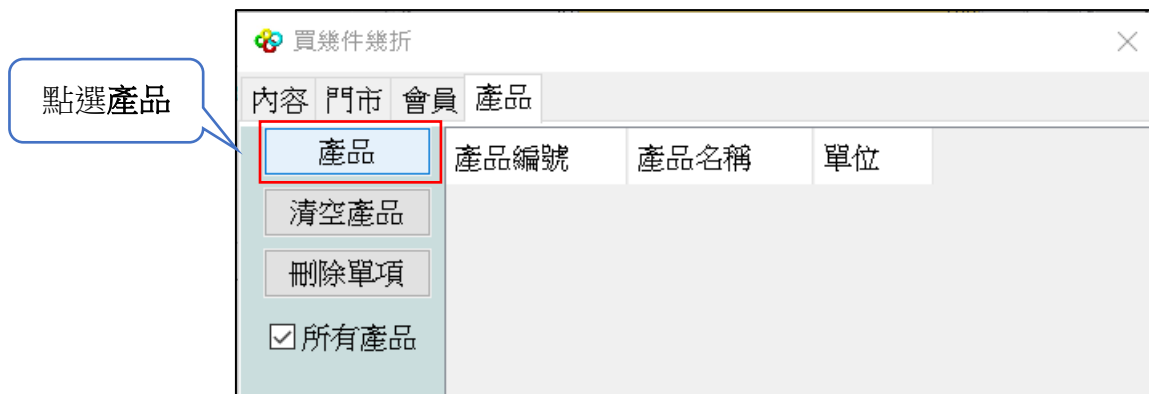 買幾件幾折
點選產品
內容 門市 會員 產品
產品
產品編號 產品名稱 單位
清空產品
刪除單項
所有產品